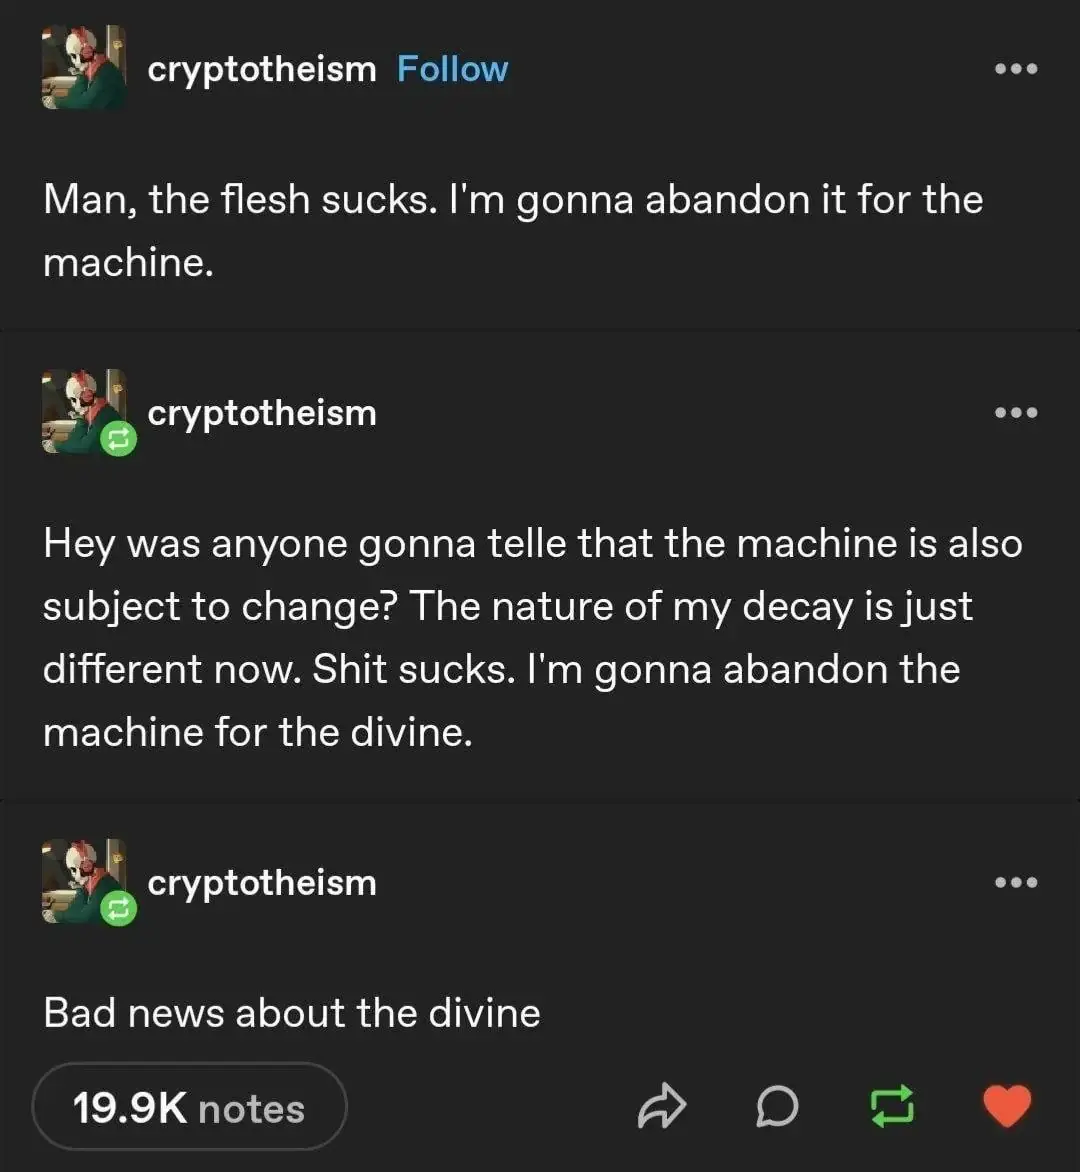 cryptotheism Follow
Man, the flesh sucks. I'm gonna abandon it for the
machine.
cryptotheism
Hey was anyone gonna telle that the machine is also
subject to change? The nature of my decay is just
different now. Shit sucks. I'm gonna abandon the
machine for the divine.
cryptotheism
Bad news about the divine
19.9K notes